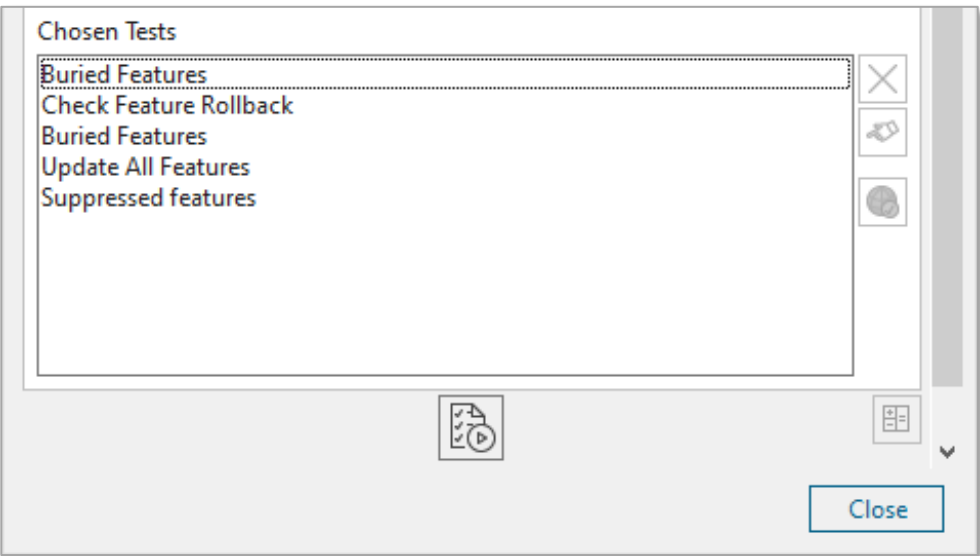 Chosen Tests
Buried Features
Check Feature Rollback
Buried Features
Update All Features
Suppressed features
Close